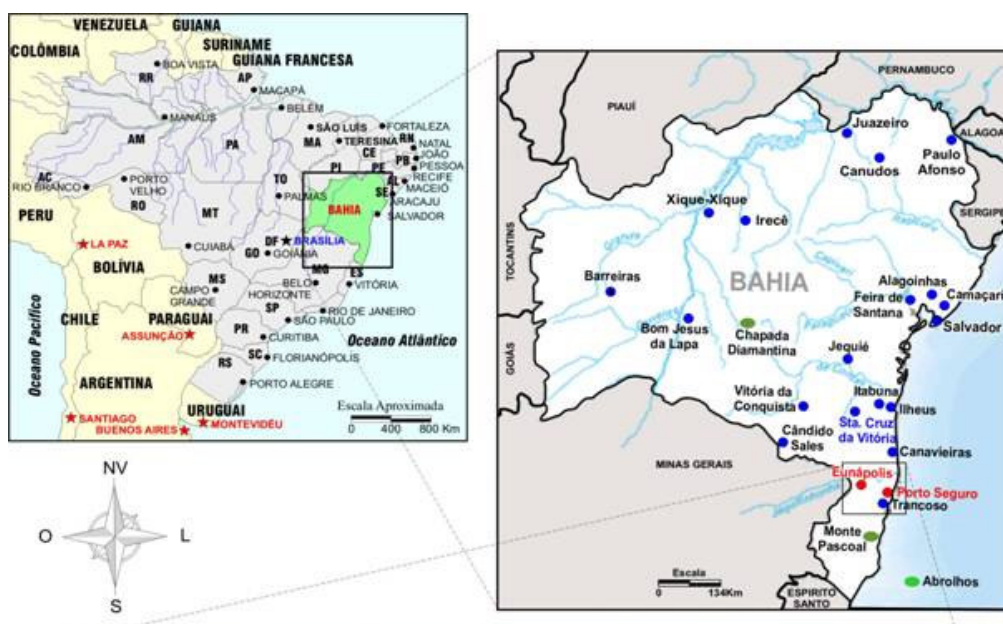 VENEZUELA
GUIANA
COLÔMBIA
SURINAME
GUIANA FRANCESA
BOA VISTA
RR
AP
MACAPÁ
BELÉM
MANAUS
SÃO LUÍS
FORTALEZA
AM
PA
MA
TERESINA
CE
RN
NATAL
JOÃO
PESSOA
PB
PI
PE
RECIFE
AC
RIO BRANCO
PORTO
VELHO
RO
TO
PALMAS
AL
MACEIÓ
SE
ARACAJU
BAHIA
SALVADOR
PERU
MT
LA PAZ
CUIABÁ
DF
BRASÍLIA
GO
GOIÂNIA
BOLÍVIA
MG
MS
CAMPO
GRANDE
BELO
HORIZONTE
ES
VITÓRIA
SP
RIO DE JANEIRO
SÃO PAULO
CHILE
PARAGUAI
ASSUNÇÃO
PR
CURITIBA
Oceano Atlântico
SC
FLORIANÓPOLIS
RS
PORTO ALEGRE
Oceano Pacífico
ARGENTINA
URUGUAI
SANTIAGO
BUENOS AIRES
MONTEVIDÉU
Escala Aproximada
0 400 800 Km
NV
O
L
S
PERNAMBUCO
PIAUÍ
ALAGOA
Juazeiro
Canudos
Paulo
Afonso
SERGIP
Xique-Xique
Irecê
TOCANTINS
BAHIA
Barreiras
Alagoinhas
Camaçari
Feira de
Santana
Salvador
Bom Jesus
da Lapa
Chapada
Diamantina
GOIÁS
Jequié
Vitória da
Conquista
Itabuna
Ilheus
Sta. Cruz
da Vitória
Cândido
Sales
Canavieiras
MINAS GERAIS
Eunápolis
Porto Seguro
Trancoso
Monte
Pascoal
Escala
0 134Km
Abrolhos
ESPIRITO
SANTO